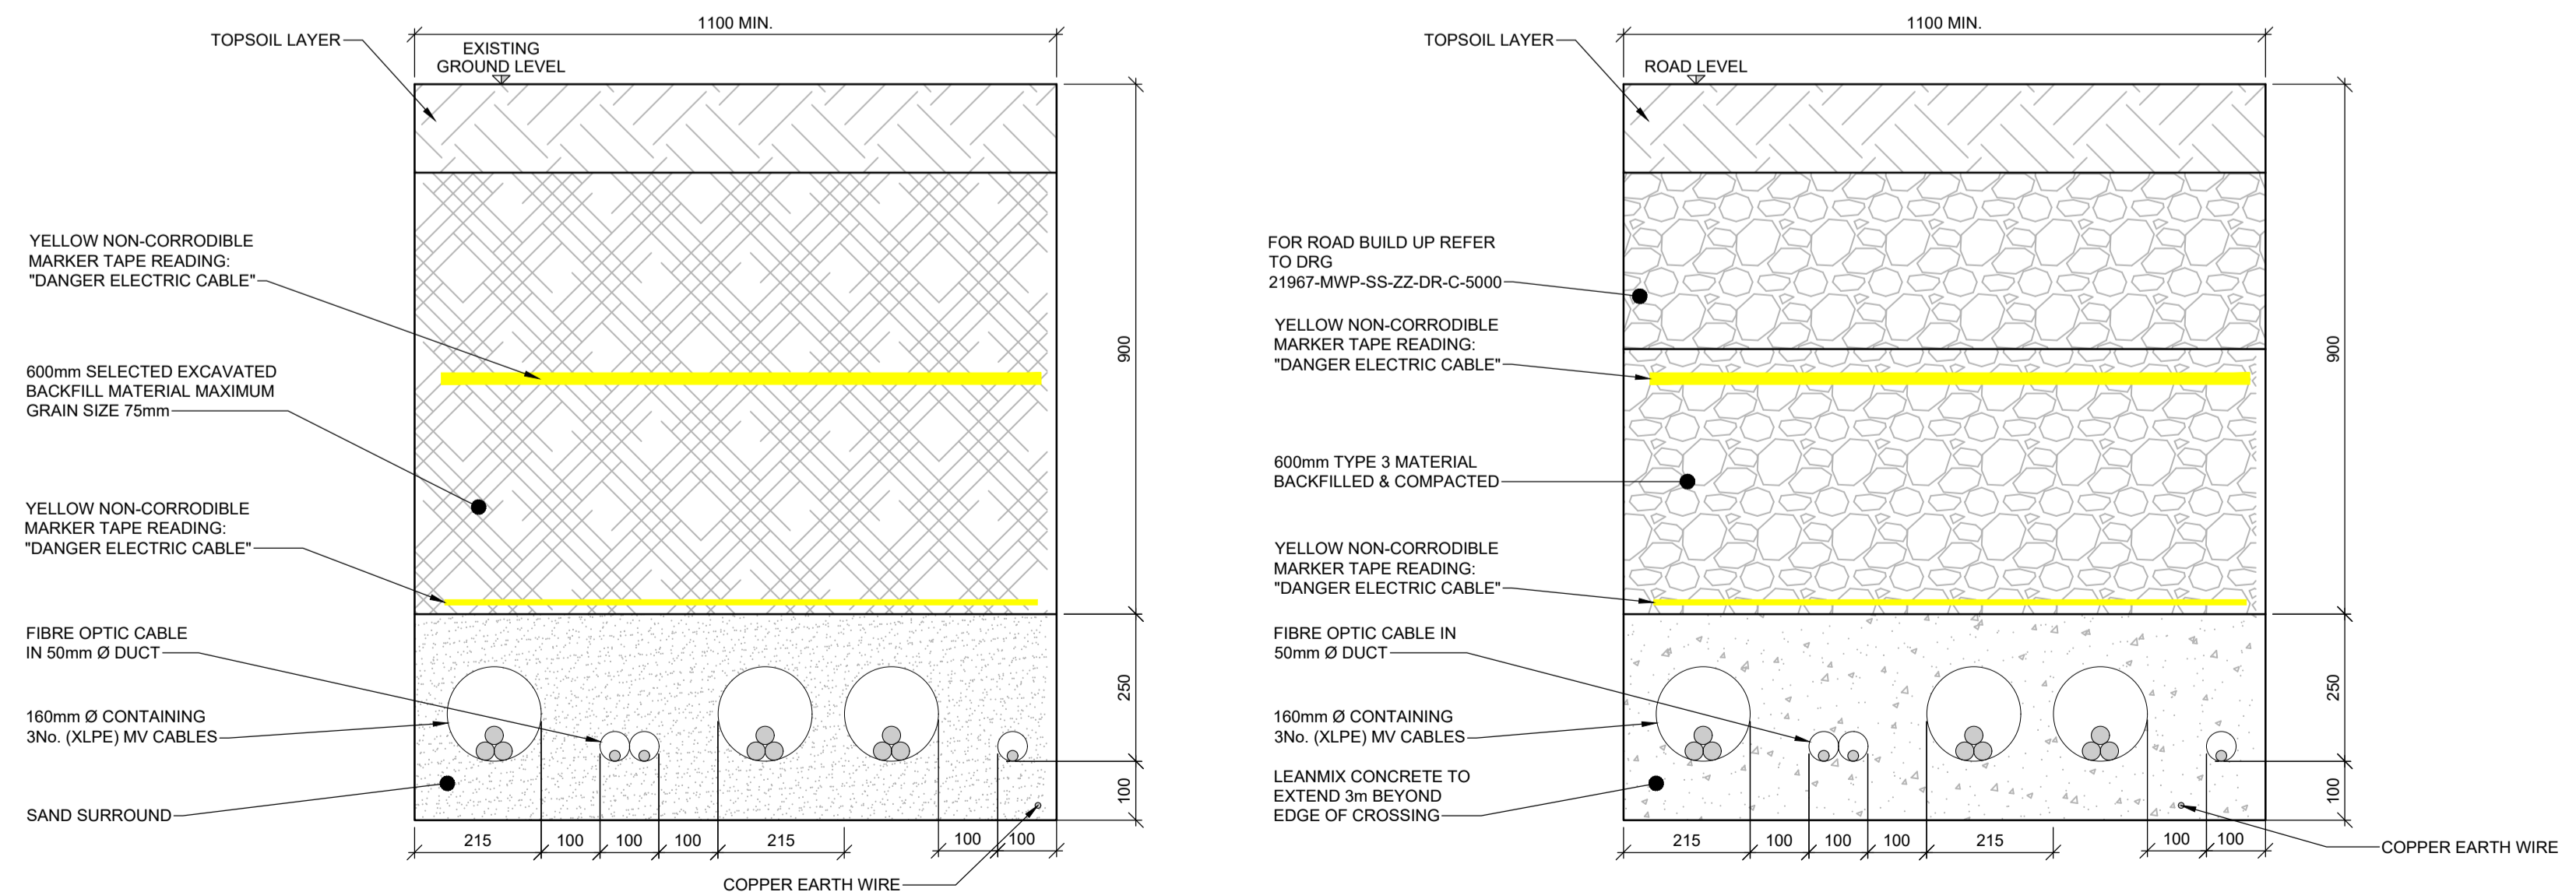 1100 MIN.
TOPSOIL LAYER
EXISTING
GROUND LEVEL
YELLOW NON-CORRODIBLE
MARKER TAPE READING:
"DANGER ELECTRIC CABLE"
900
600mm SELECTED EXCAVATED
BACKFILL MATERIAL MAXIMUM
GRAIN SIZE 75mm
YELLOW NON-CORRODIBLE
MARKER TAPE READING:
"DANGER ELECTRIC CABLE"
FIBRE OPTIC CABLE
IN 50mm Ø DUCT
250
160mm Ø CONTAINING
3No. (XLPE) MV CABLES
100
SAND SURROUND
215
100
100
100
215
100
100
COPPER EARTH WIRE
1100 MIN.
TOPSOIL LAYER
ROAD LEVEL
FOR ROAD BUILD UP REFER
TO DRG
21967-MWP-SS-ZZ-DR-C-5000
YELLOW NON-CORRODIBLE
MARKER TAPE READING:
"DANGER ELECTRIC CABLE"
900
600mm TYPE 3 MATERIAL
BACKFILLED & COMPACTED
YELLOW NON-CORRODIBLE
MARKER TAPE READING:
"DANGER ELECTRIC CABLE"
FIBRE OPTIC CABLE IN
50mm Ø DUCT
250
160mm Ø CONTAINING
3No. (XLPE) MV CABLES
100
LEANMIX CONCRETE TO
EXTEND 3m BEYOND
EDGE OF CROSSING
215
100
100
100
215
100
100
COPPER EARTH WIRE